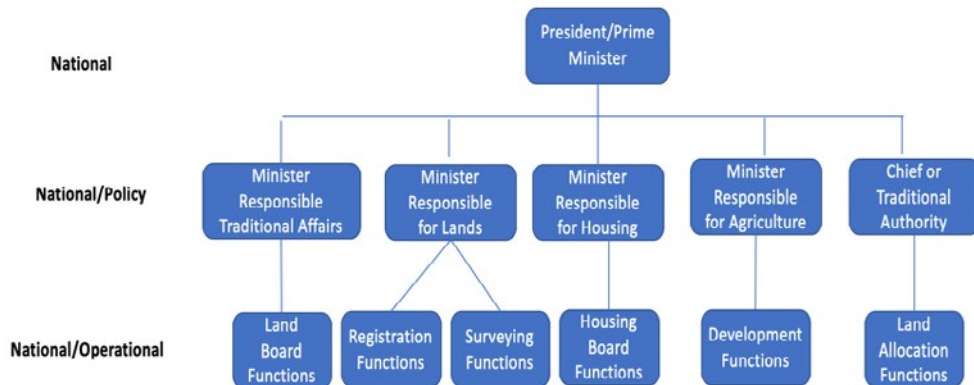 President/Prime
Minister
National
National/Policy
Minister
Responsible
Traditional Affairs
Minister
Responsible
for Lands
Minister
Responsible
for Housing
Minister
Responsible
for Agriculture
Chief or
Traditional
Authority
National/Operational
Land
Board
Functions
Registration
Functions
Surveying
Functions
Housing
Board
Functions
Development
Functions
Land
Allocation
Functions